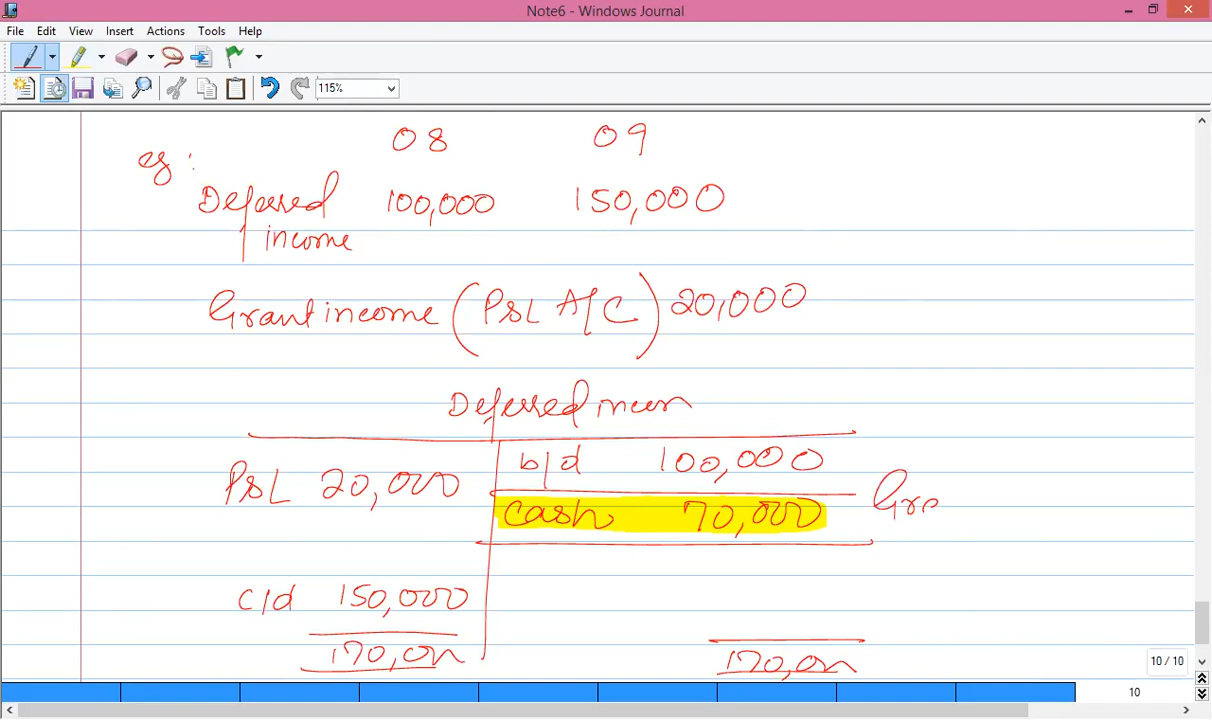 Note6 - Windows Journal
File Edit View Insert Actions Tools Help
115%
08 09
eg :
Deferred 100,000 150,000
income
Grant income (P&L A/C) 20,000
Deferred incom
b/d 100,000
P&L 20,000
Cash 70,000 Gra
c/d 150,000
170,000 170,000
10 / 10
10